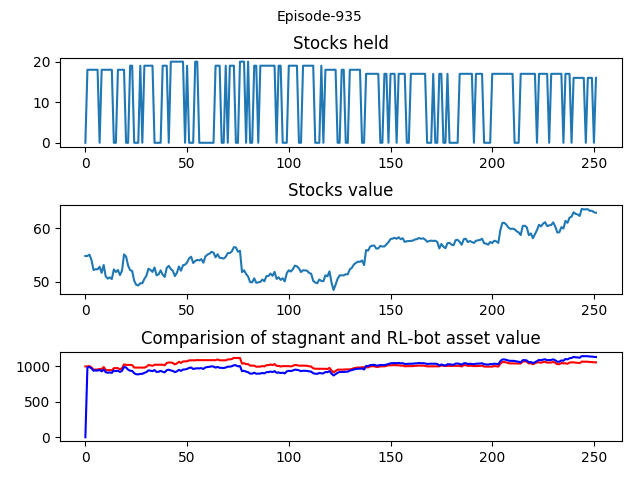 Episode-935
Stocks held
20
10
0
0 50 100 150 200 250
Stocks value
60
50
0 50 100 150 200 250
Comparision of stagnant and RL-bot asset value
1000
500
0
0 50 100 150 200 250